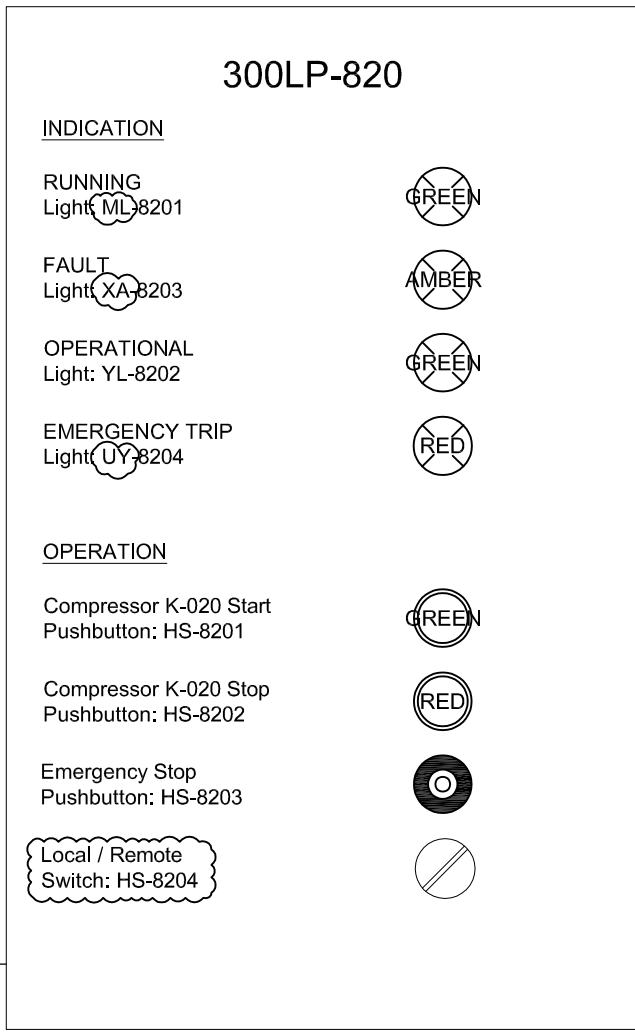 300LP-820
INDICATION
RUNNING
Light: ML-8201
GREEN
FAULT
Light: XA-8203
AMBER
OPERATIONAL
Light: YL-8202
GREEN
EMERGENCY TRIP
Light: UY-8204
RED
OPERATION
Compressor K-020 Start
Pushbutton: HS-8201
GREEN
Compressor K-020 Stop
Pushbutton: HS-8202
RED
Emergency Stop
Pushbutton: HS-8203
Local / Remote
Switch: HS-8204